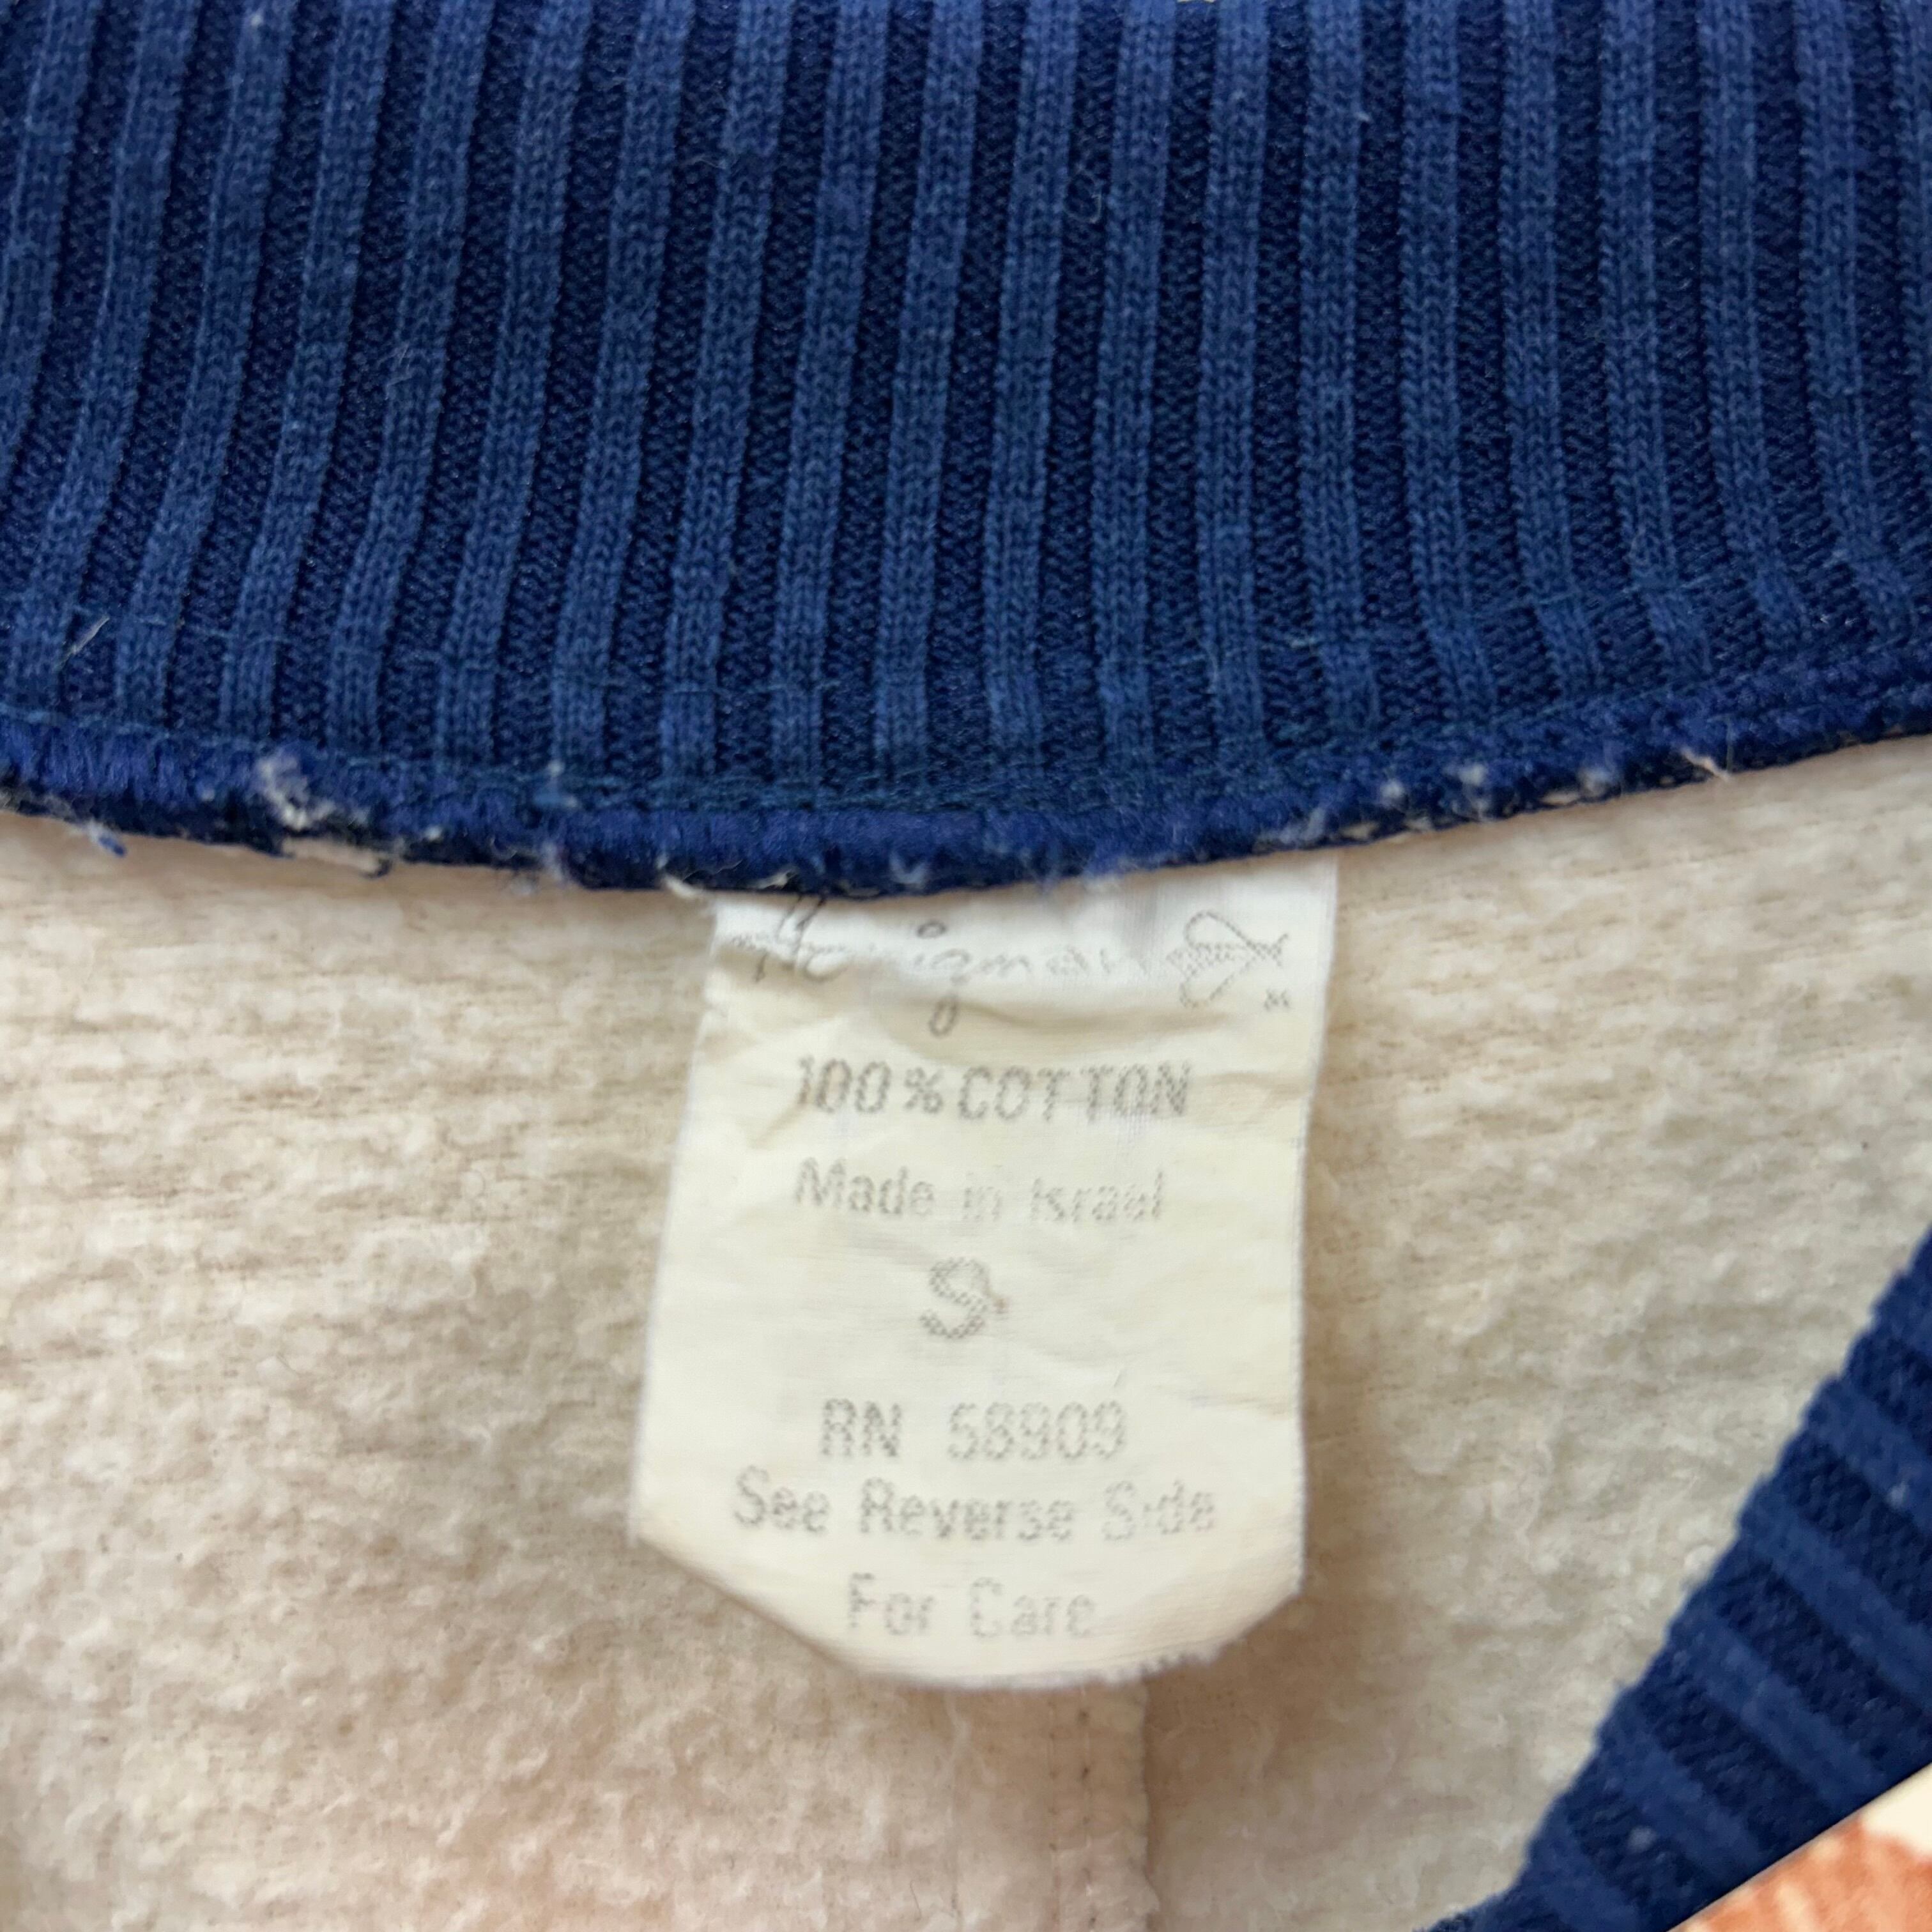 100% COTTON
Made in Israel
S
RN 58909
See Reverse Side
For Care